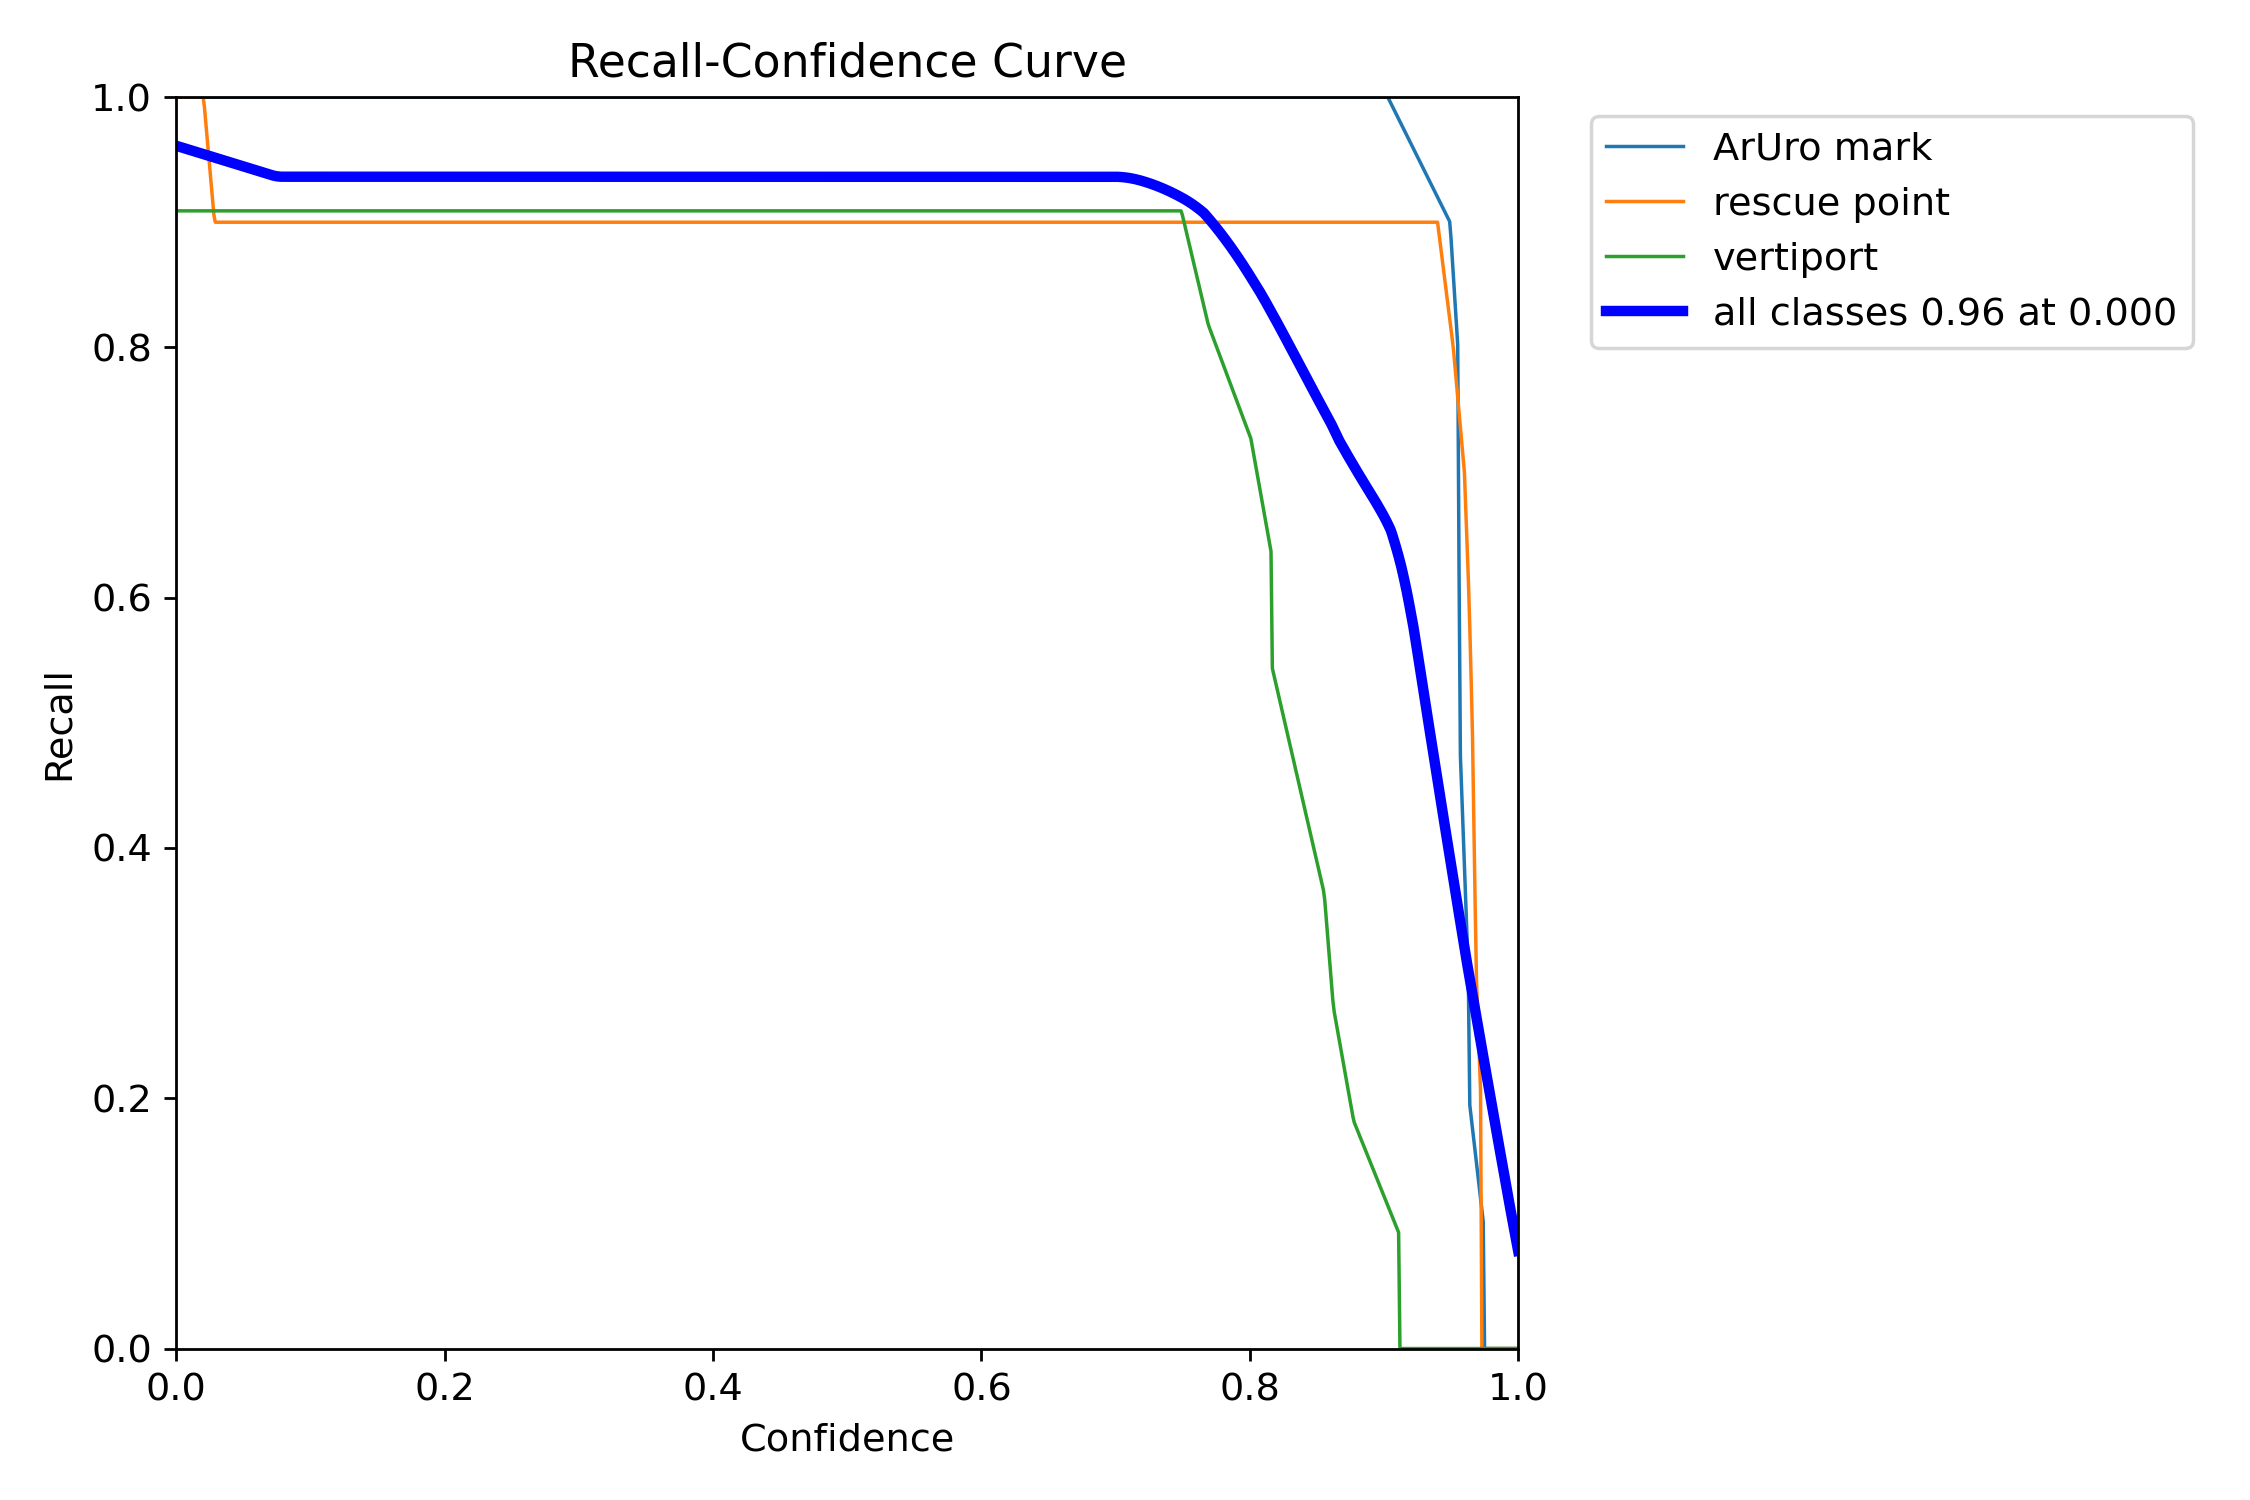 Recall-Confidence Curve
1.0
0.8
0.6
0.4
0.2
0.0
Recall
0.0 0.2 0.4 0.6 0.8 1.0
Confidence
ArUro mark
rescue point
vertiport
all classes 0.96 at 0.000